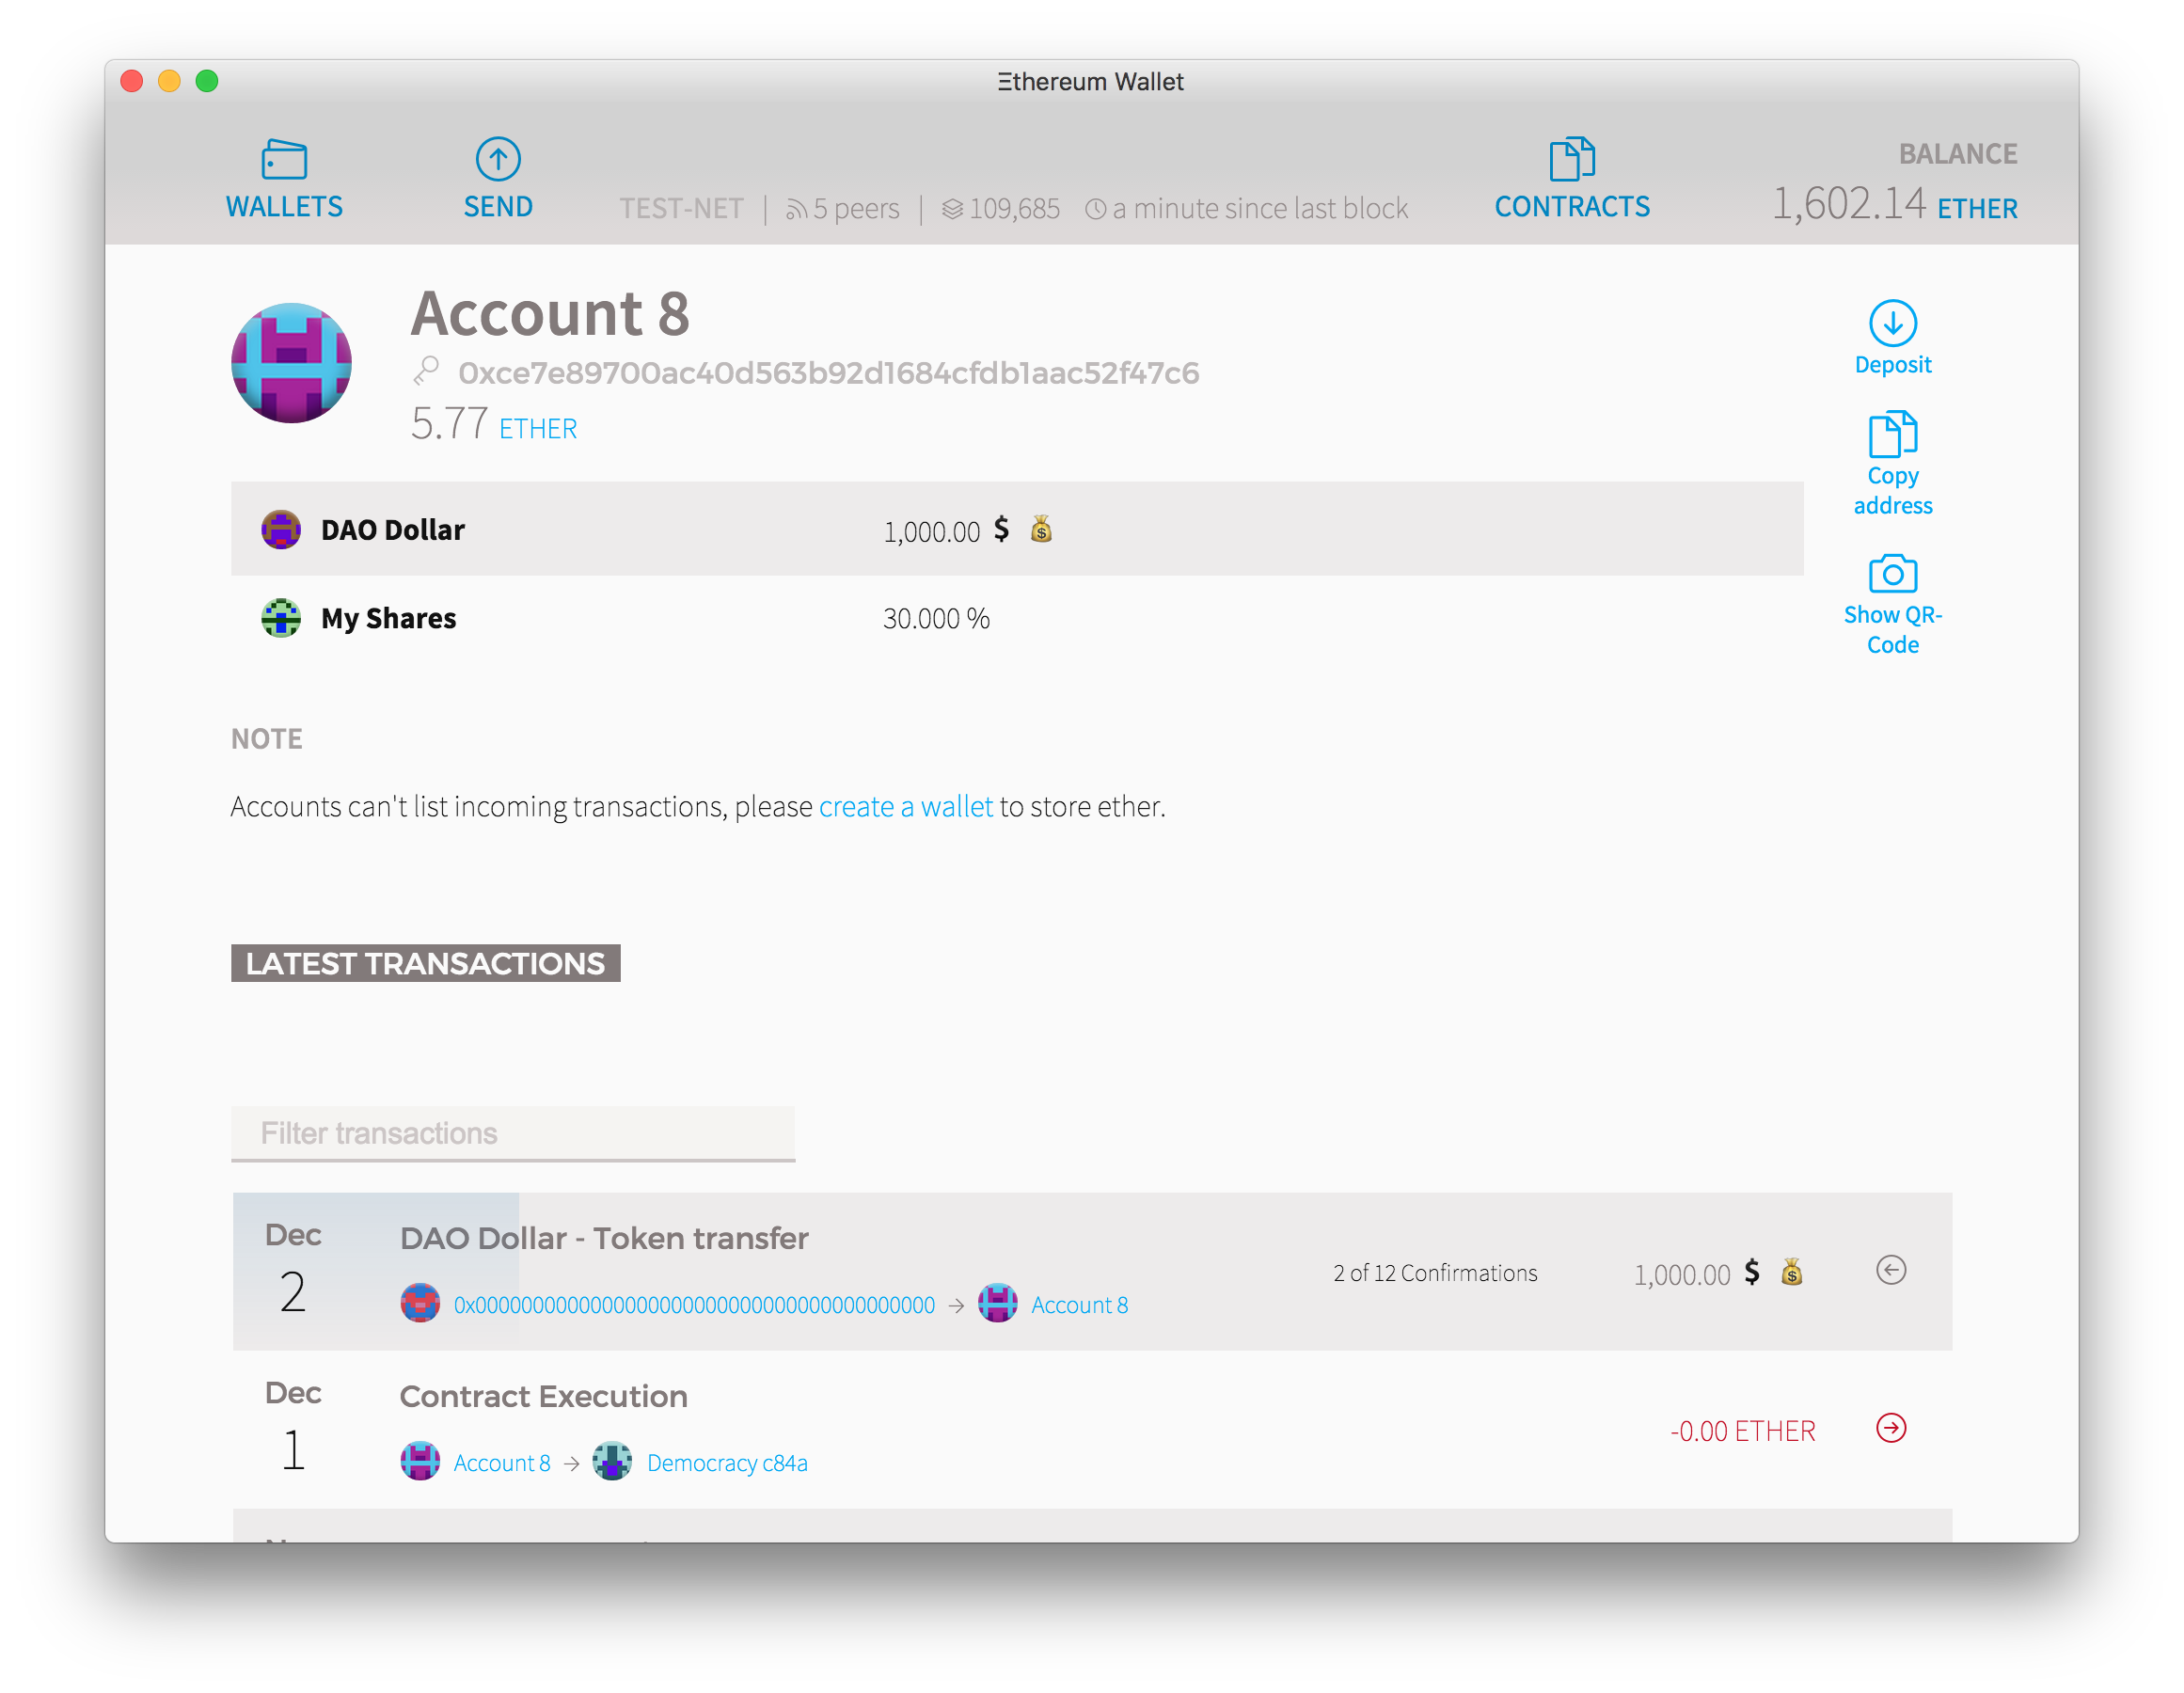 Ξthereum Wallet
WALLETS
SEND
TEST-NET | 5 peers | 109,685 a minute since last block
CONTRACTS
BALANCE
1,602.14 ETHER
Account 8
0xce7e89700ac40d563b92d1684cfdb1aac52f47c6
5.77 ETHER
Deposit
Copy
address
Show QR-
Code
DAO Dollar 1,000.00 $ 💰
My Shares 30.000 %
NOTE
Accounts can't list incoming transactions, please create a wallet to store ether.
LATEST TRANSACTIONS
Filter transactions
Dec
2
DAO Dollar - Token transfer
0x0000000000000000000000000000000000000000 → Account 8
2 of 12 Confirmations
1,000.00 $ 💰
Dec
1
Contract Execution
Account 8 → Democracy c84a
-0.00 ETHER